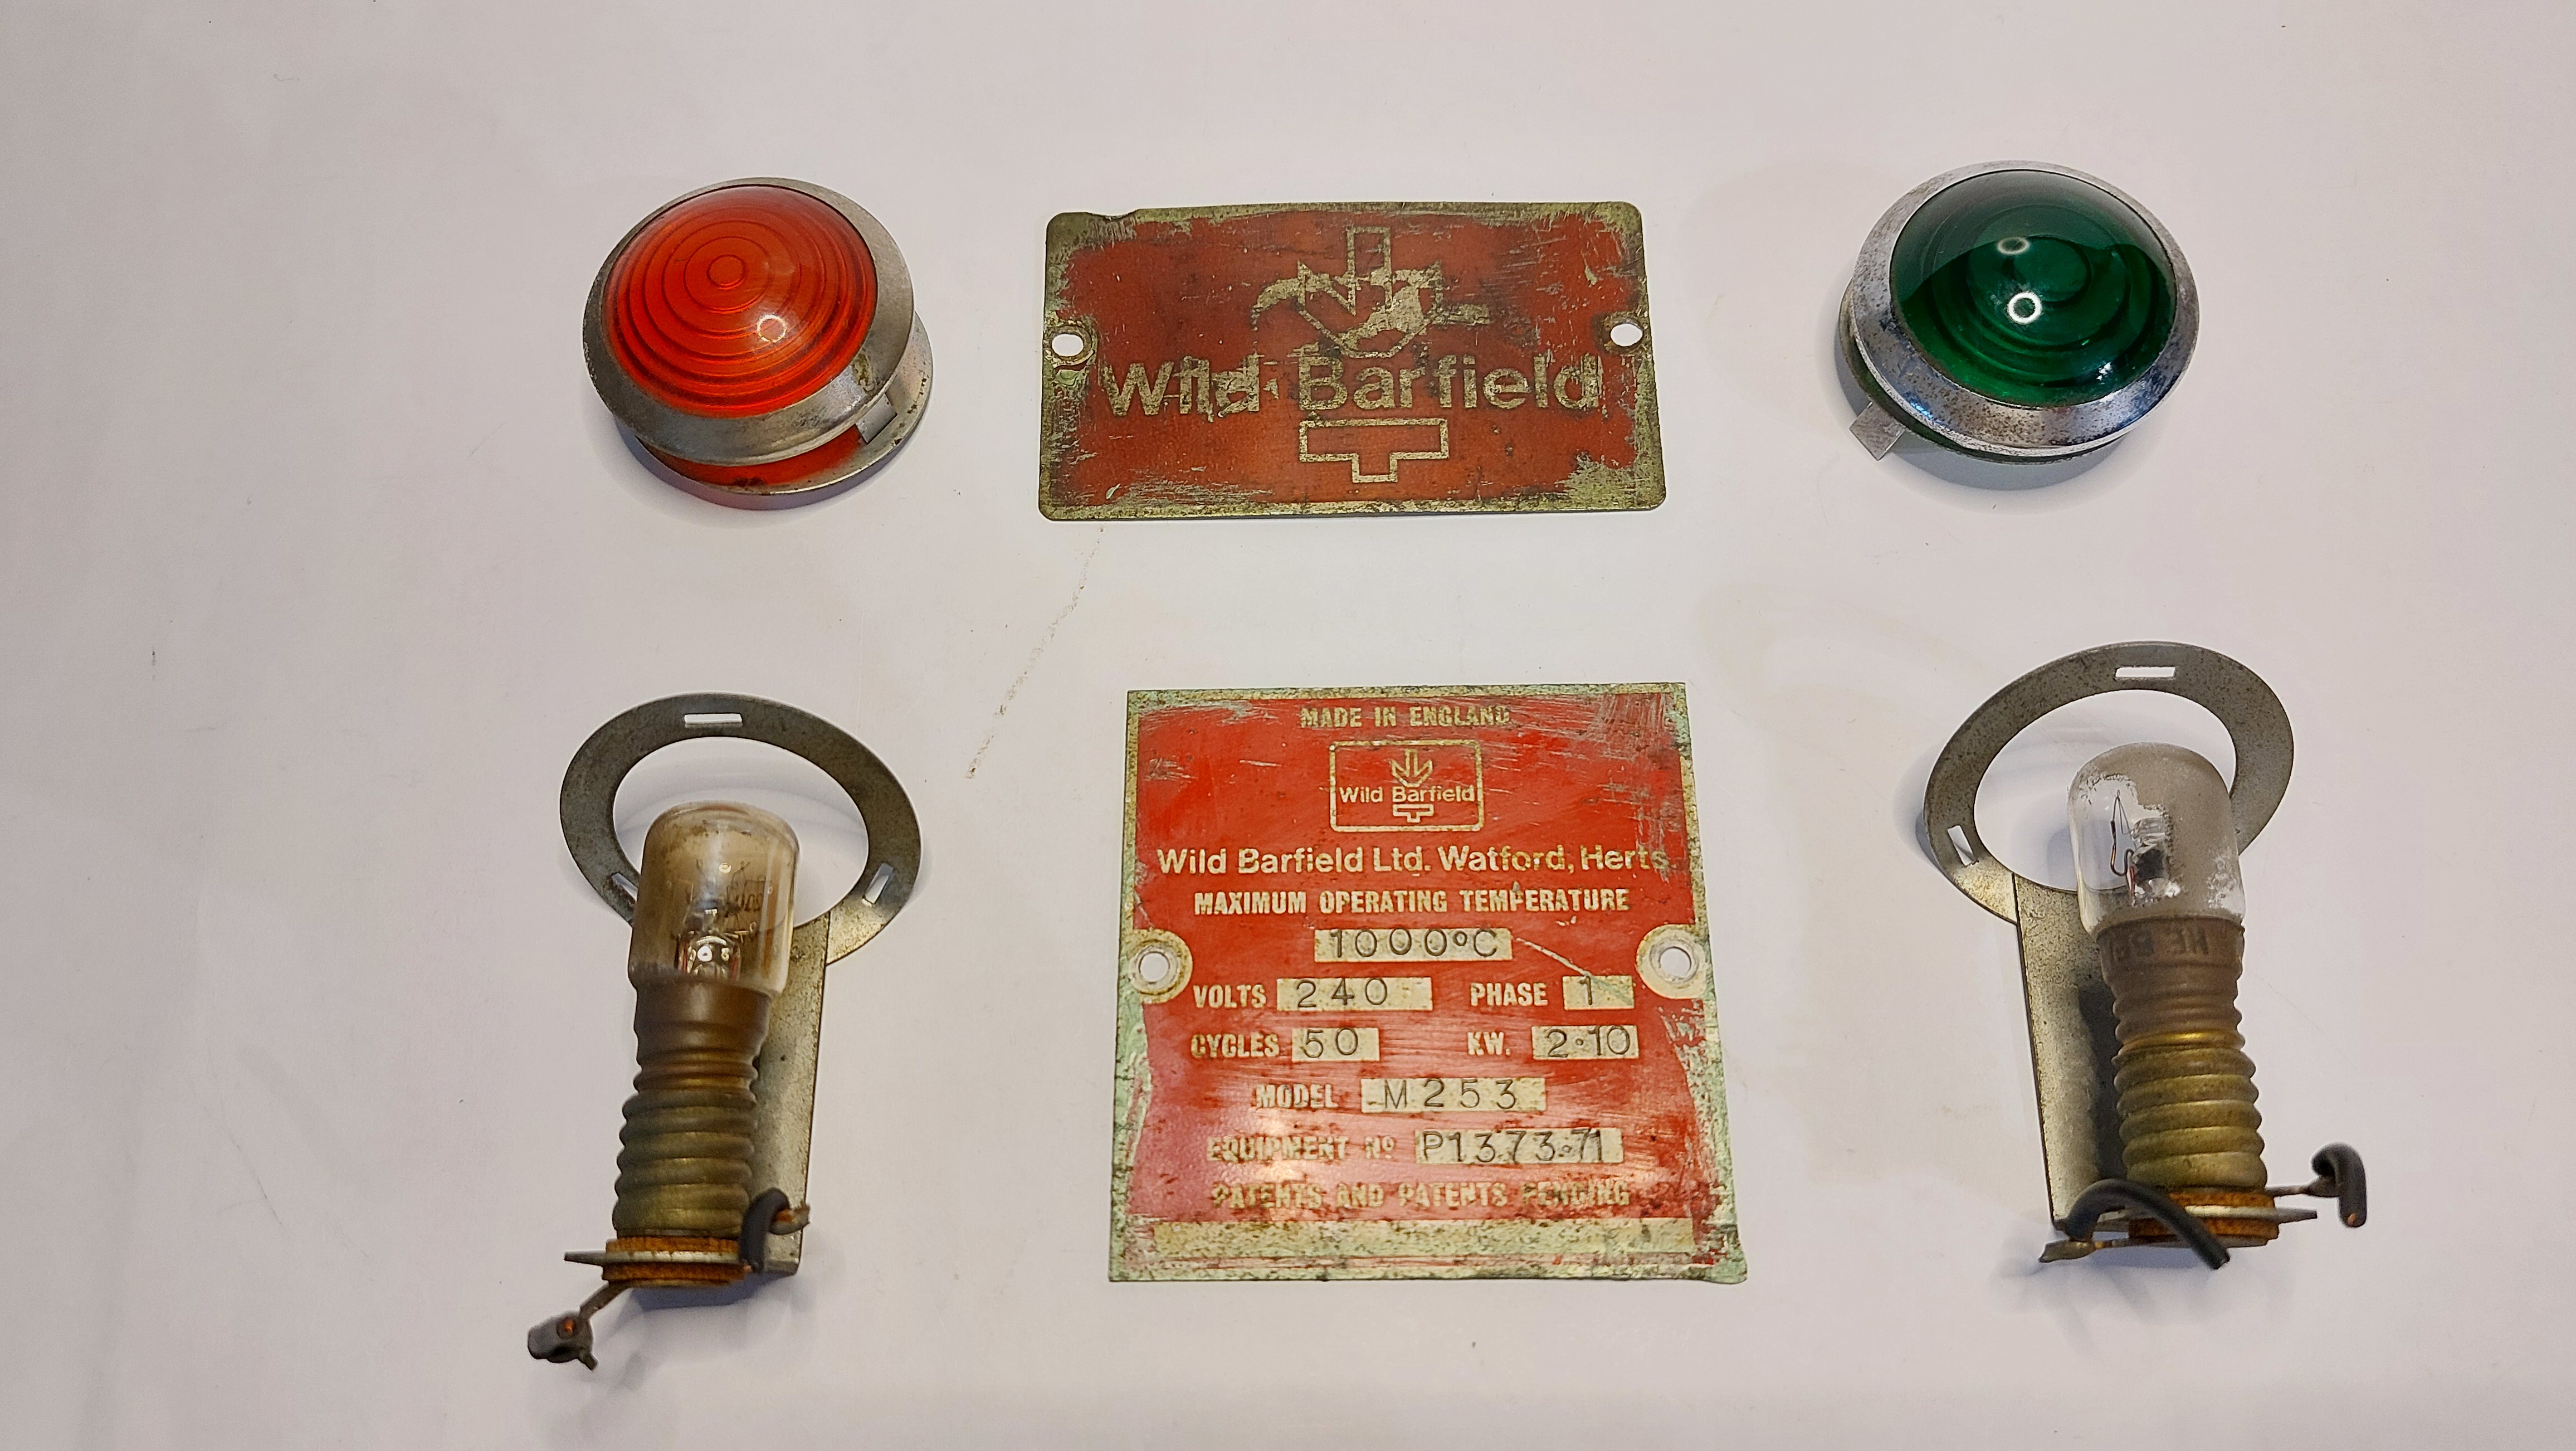 Wild Barfield
MADE IN ENGLAND
Wild Barfield
Wild Barfield Ltd. Watford, Herts.
MAXIMUM OPERATING TEMPERATURE
1000°C
VOLTS 240 PHASE 1
CYCLES 50 KW. 2·10
MODEL M253
EQUIPMENT Nº P1373·71
PATENTS AND PATENTS PENDING